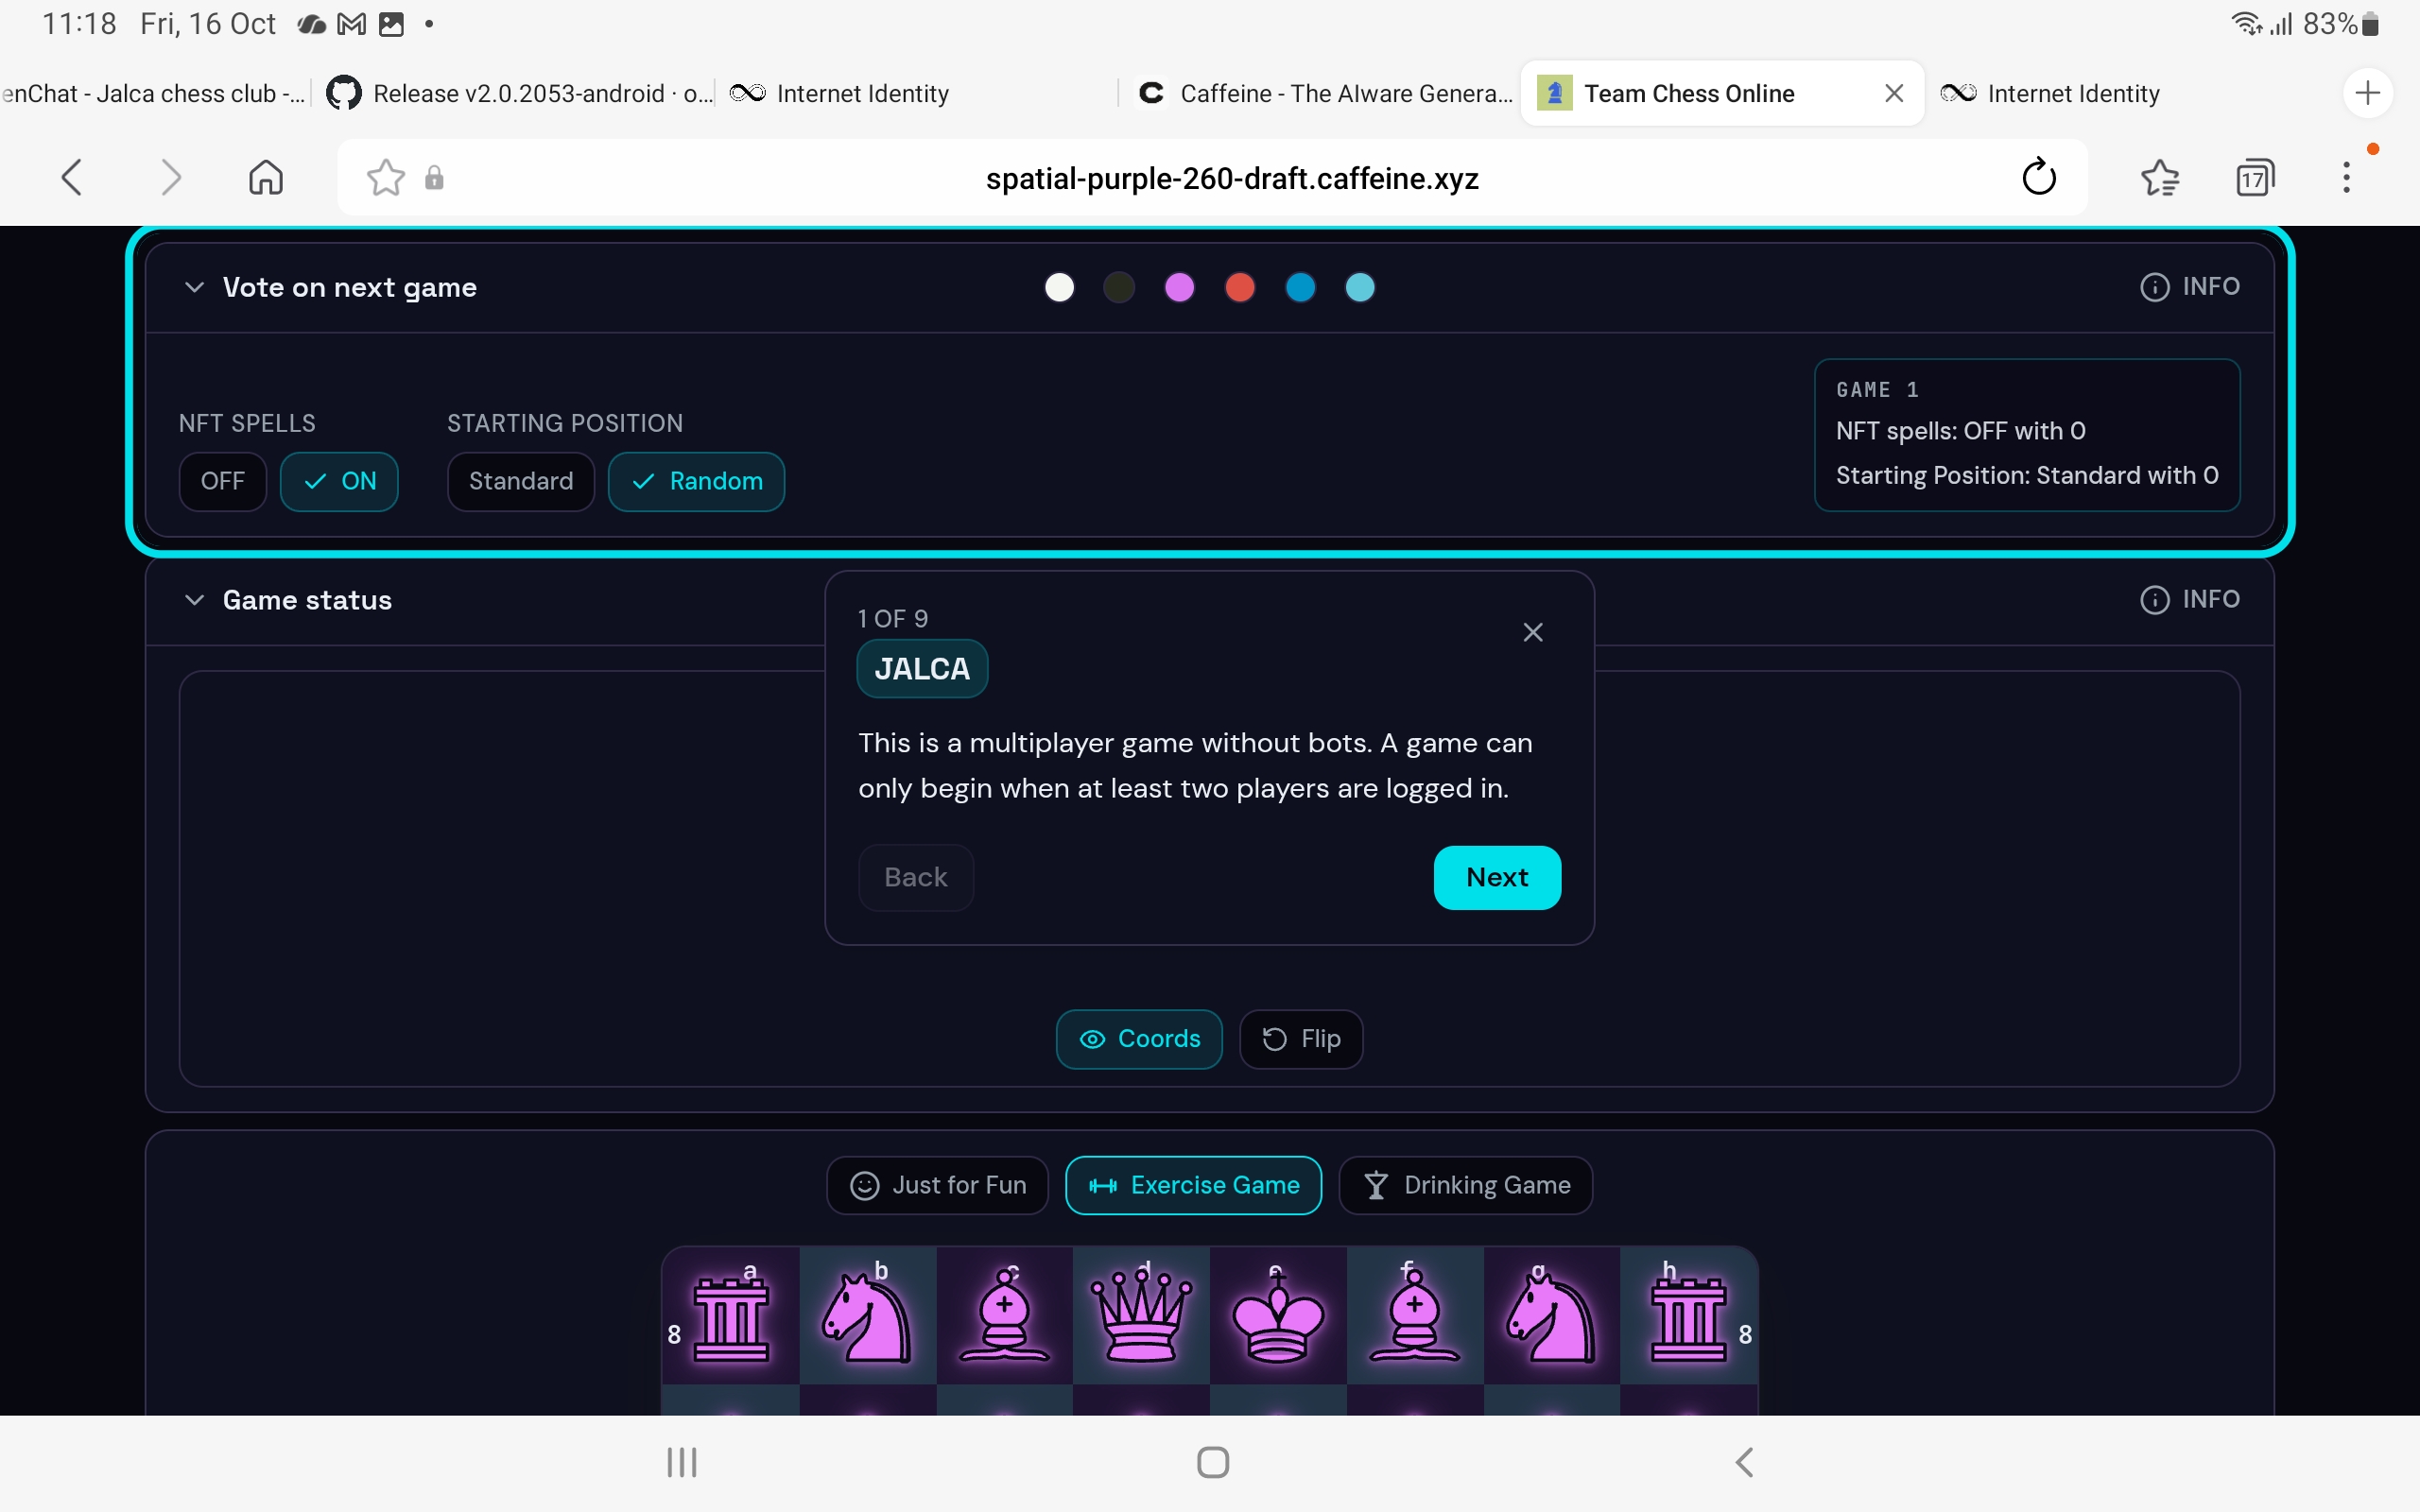 11:18 Fri, 16 Oct
83%
enChat - Jalca chess club -...
Release v2.0.2053-android · o...
Internet Identity
Caffeine - The AIware Genera...
Team Chess Online
Internet Identity
spatial-purple-260-draft.caffeine.xyz
17
Vote on next game
INFO
NFT SPELLS
STARTING POSITION
OFF
ON
Standard
Random
GAME 1
NFT spells: OFF with 0
Starting Position: Standard with 0
Game status
INFO
1 OF 9
JALCA
This is a multiplayer game without bots. A game can
only begin when at least two players are logged in.
Back
Next
Coords
Flip
Just for Fun
Exercise Game
Drinking Game
a b c d e f g h
8 8